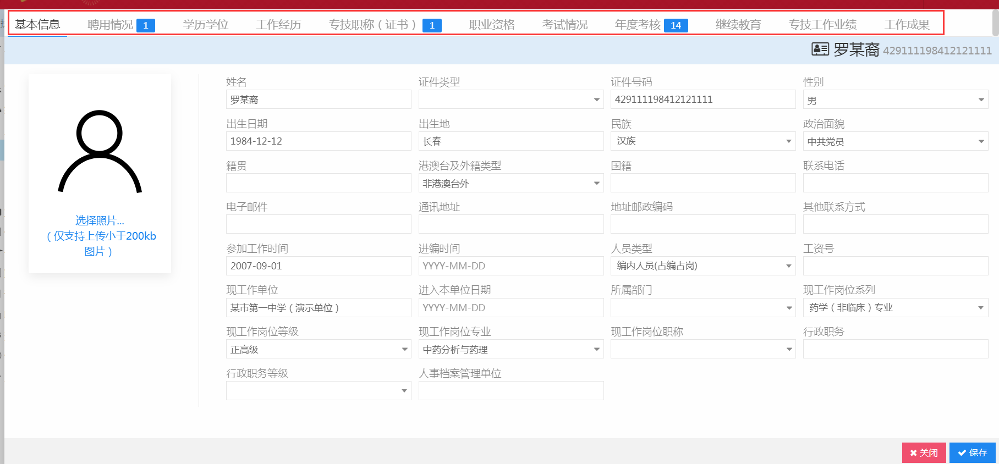 基本信息 聘用情况 1 学历学位 工作经历 专技职称（证书） 1 职业资格 考试情况 年度考核 14 继续教育 专技工作业绩 工作成果
罗某裔 429111198412121111
姓名 证件类型 证件号码 性别
罗某裔 429111198412121111 男
出生日期 出生地 民族 政治面貌
1984-12-12 长春 汉族 中共党员
籍贯 港澳台及外籍类型 国籍 联系电话
非港澳台外
电子邮件 通讯地址 地址邮政编码 其他联系方式
选择照片...
（仅支持上传小于200kb
图片）
参加工作时间 进编时间 人员类型 工资号
2007-09-01 YYYY-MM-DD 编内人员(占编占岗)
现工作单位 进入本单位日期 所属部门 现工作岗位系列
某市第一中学（演示单位） YYYY-MM-DD 药学（非临床）专业
现工作岗位等级 现工作岗位专业 现工作岗位职称 行政职务
正高级 中药分析与药理
行政职务等级 人事档案管理单位
关闭 保存